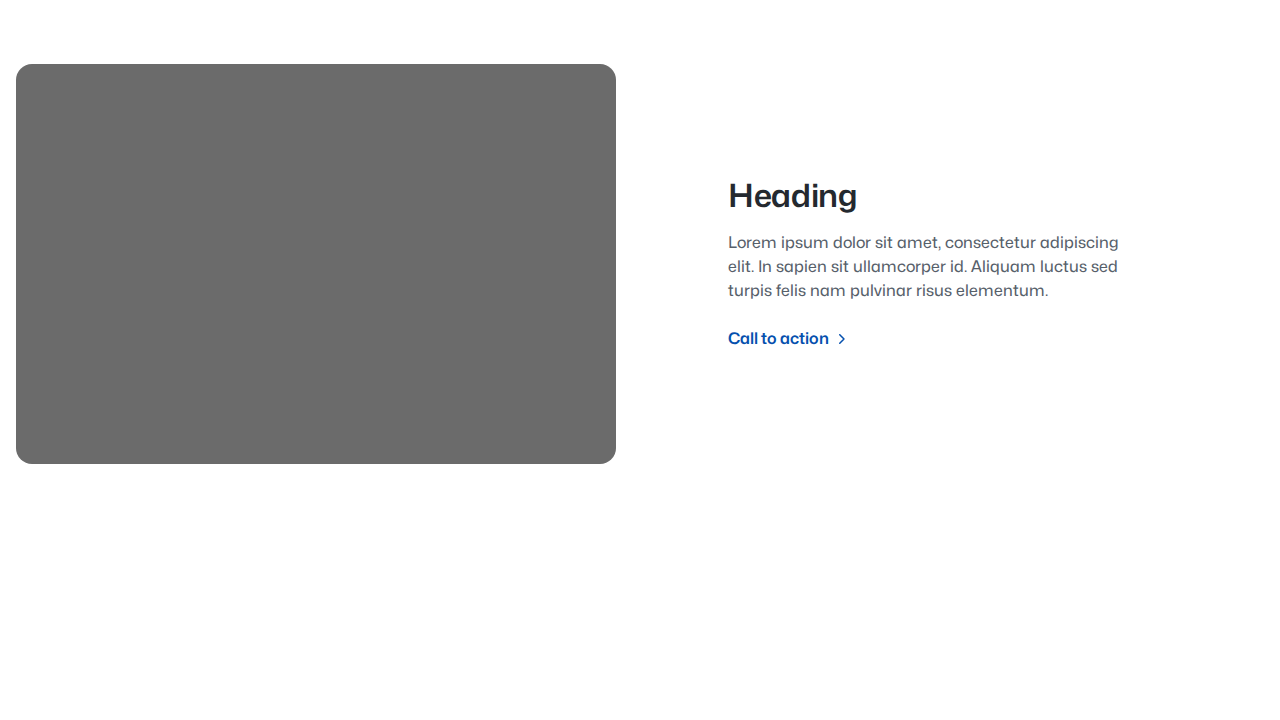 Heading
Lorem ipsum dolor sit amet, consectetur adipiscing
elit. In sapien sit ullamcorper id. Aliquam luctus sed
turpis felis nam pulvinar risus elementum.
Call to action